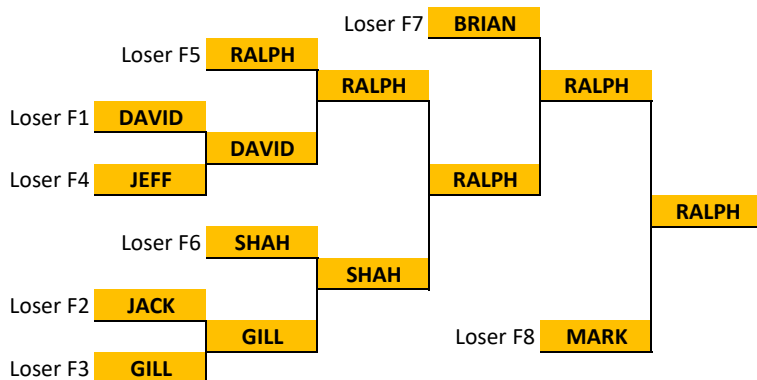 Loser F7 BRIAN
Loser F5 RALPH
RALPH RALPH
Loser F1 DAVID
DAVID
Loser F4 JEFF RALPH
RALPH
Loser F6 SHAH
SHAH
Loser F2 JACK
GILL Loser F8 MARK
Loser F3 GILL